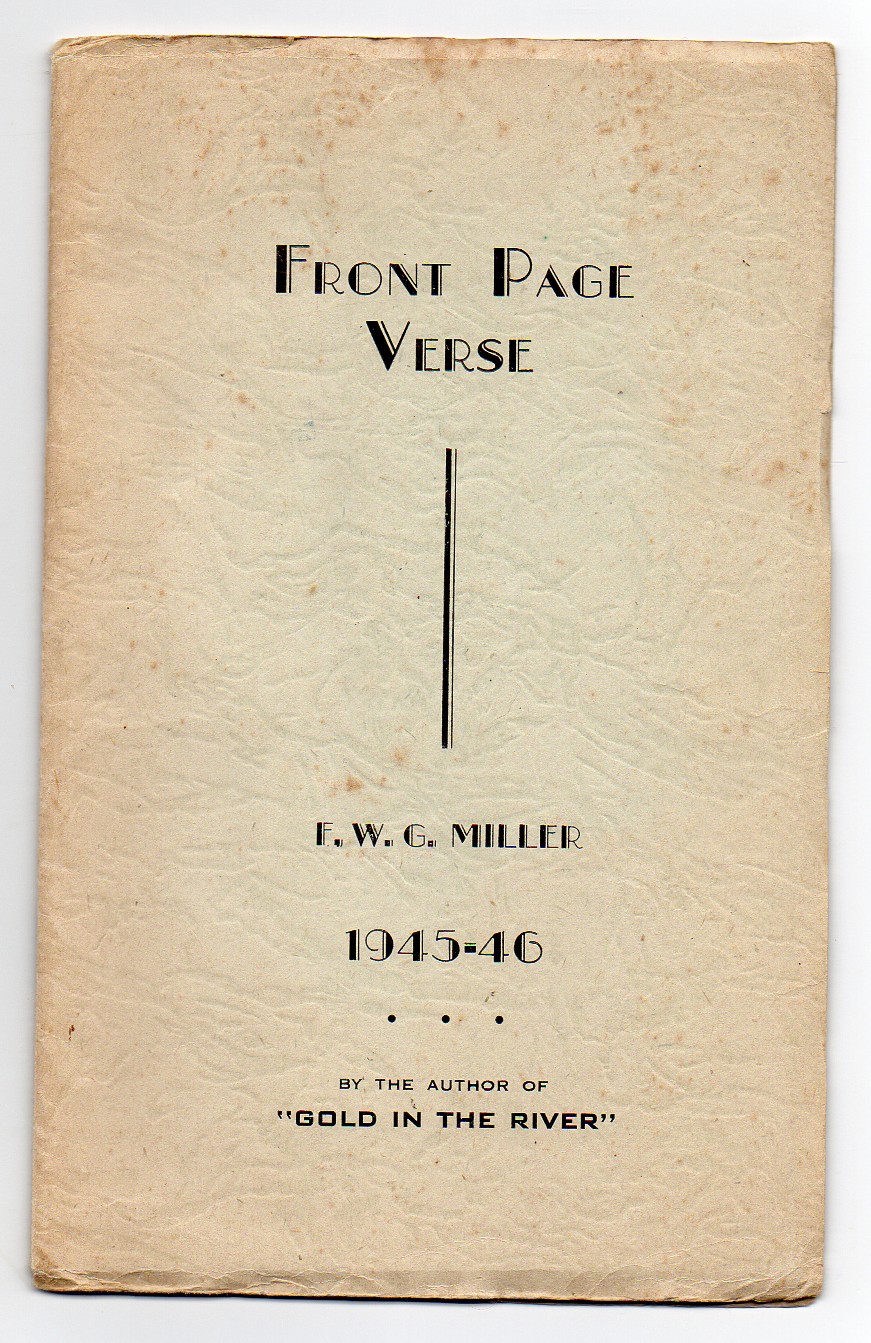 FRONT PAGE
VERSE
F. W. G. MILLER
1945-46
• • •
BY THE AUTHOR OF
"GOLD IN THE RIVER"